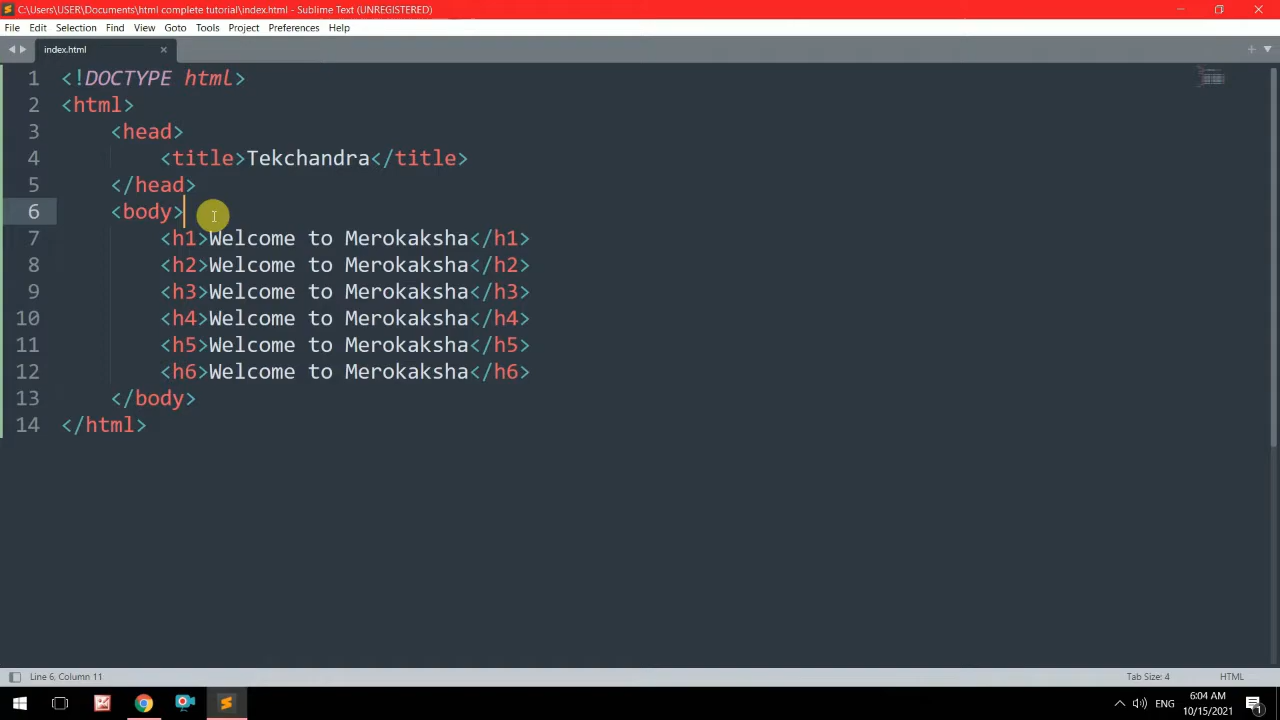 C:\Users\USER\Documents\html complete tutorial\index.html - Sublime Text (UNREGISTERED)
File Edit Selection Find View Goto Tools Project Preferences Help
index.html
1 <!DOCTYPE html>
2 <html>
3 <head>
4 <title>Tekchandra</title>
5 </head>
6 <body>
7 <h1>Welcome to Merokaksha</h1>
8 <h2>Welcome to Merokaksha</h2>
9 <h3>Welcome to Merokaksha</h3>
10 <h4>Welcome to Merokaksha</h4>
11 <h5>Welcome to Merokaksha</h5>
12 <h6>Welcome to Merokaksha</h6>
13 </body>
14 </html>
Line 6, Column 11 Tab Size: 4 HTML
ENG 6:04 AM
10/15/2021 1